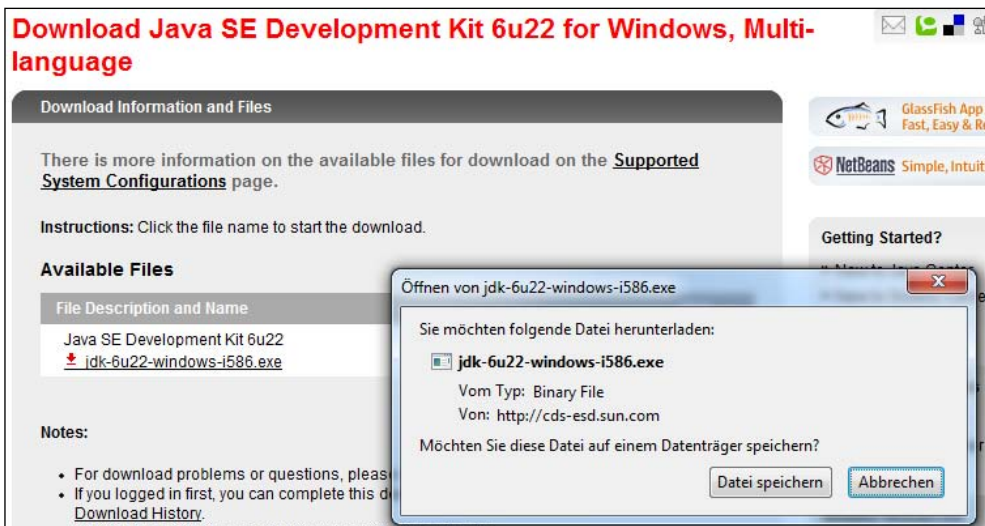 Download Java SE Development Kit 6u22 for Windows, Multi-
language
Download Information and Files
There is more information on the available files for download on the Supported
System Configurations page.
Instructions: Click the file name to start the download.
Available Files
File Description and Name
Java SE Development Kit 6u22
jdk-6u22-windows-i586.exe
Notes:
• For download problems or questions, pleas
• If you logged in first, you can complete this d
Download History.
GlassFish App
Fast, Easy & R
NetBeans Simple, Intuit
Getting Started?
Öffnen von jdk-6u22-windows-i586.exe
Sie möchten folgende Datei herunterladen:
jdk-6u22-windows-i586.exe
Vom Typ: Binary File
Von: http://cds-esd.sun.com
Möchten Sie diese Datei auf einem Datenträger speichern?
Datei speichern
Abbrechen